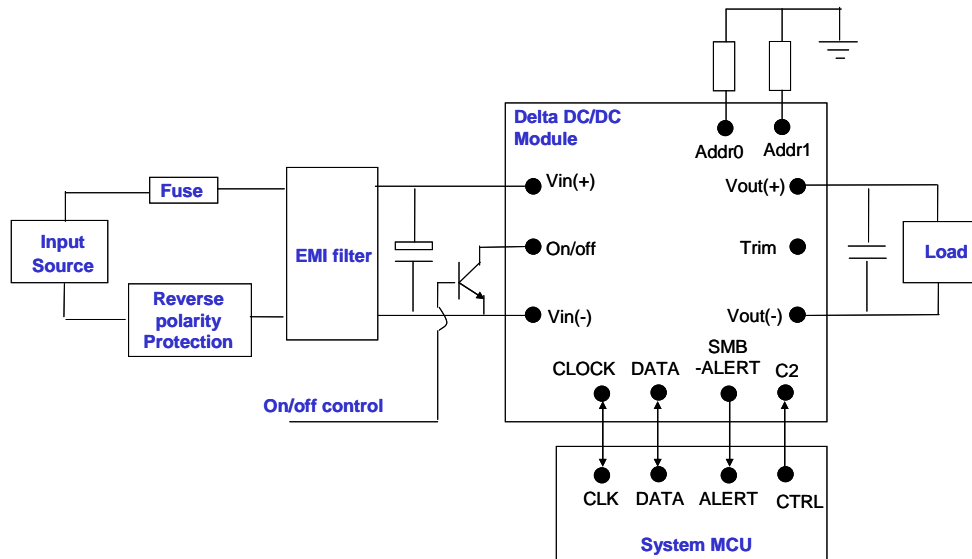 Delta DC/DC
Module
Addr0
Addr1
Fuse
Vin(+)
Vout(+)
Input
Source
EMI filter
On/off
Trim
Load
Reverse
polarity
Protection
Vin(-)
Vout(-)
CLOCK
DATA
SMB
-ALERT
C2
On/off control
CLK
DATA
ALERT
CTRL
System MCU